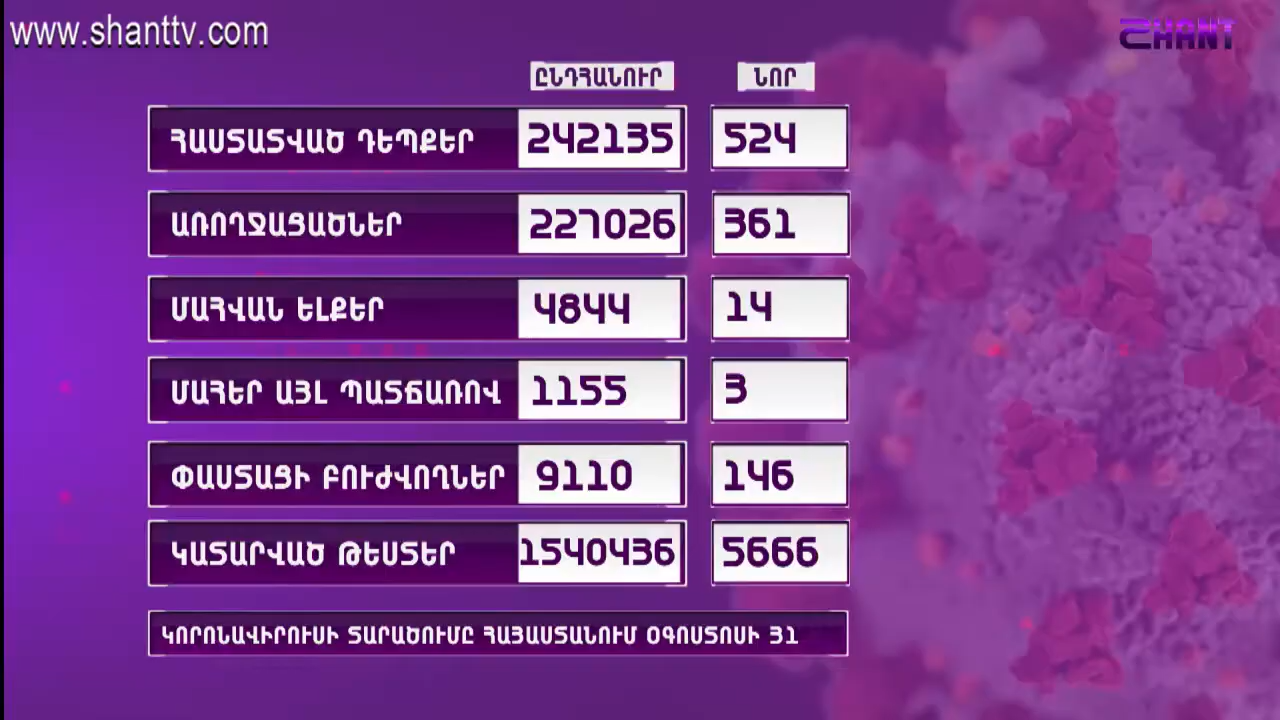 www.shanttv.com
SHANT
ԸՆԴՀԱՆՈՒՐ ՆՈՐ
ՀԱՍՏԱՏՎԱԾ ԴԵՊՔԵՐ 242135 524
ԱՌՈՂՋԱՑԱԾՆԵՐ 227026 361
ՄԱՀՎԱՆ ԵԼՔԵՐ 4844 14
ՄԱՀԵՐ ԱՅԼ ՊԱՏՃԱՌՈՎ 1155 3
ՓԱՍՏԱՑԻ ԲՈՒԺՎՈՂՆԵՐ 9110 146
ԿԱՏԱՐՎԱԾ ԹԵՍՏԵՐ 1540436 5666
ԿՈՐՈՆԱՎԻՐՈՒՍԻ ՏԱՐԱԾՈՒՄԸ ՀԱՅԱՍՏԱՆՈՒՄ ՕԳՈՍՏՈՍԻ 31